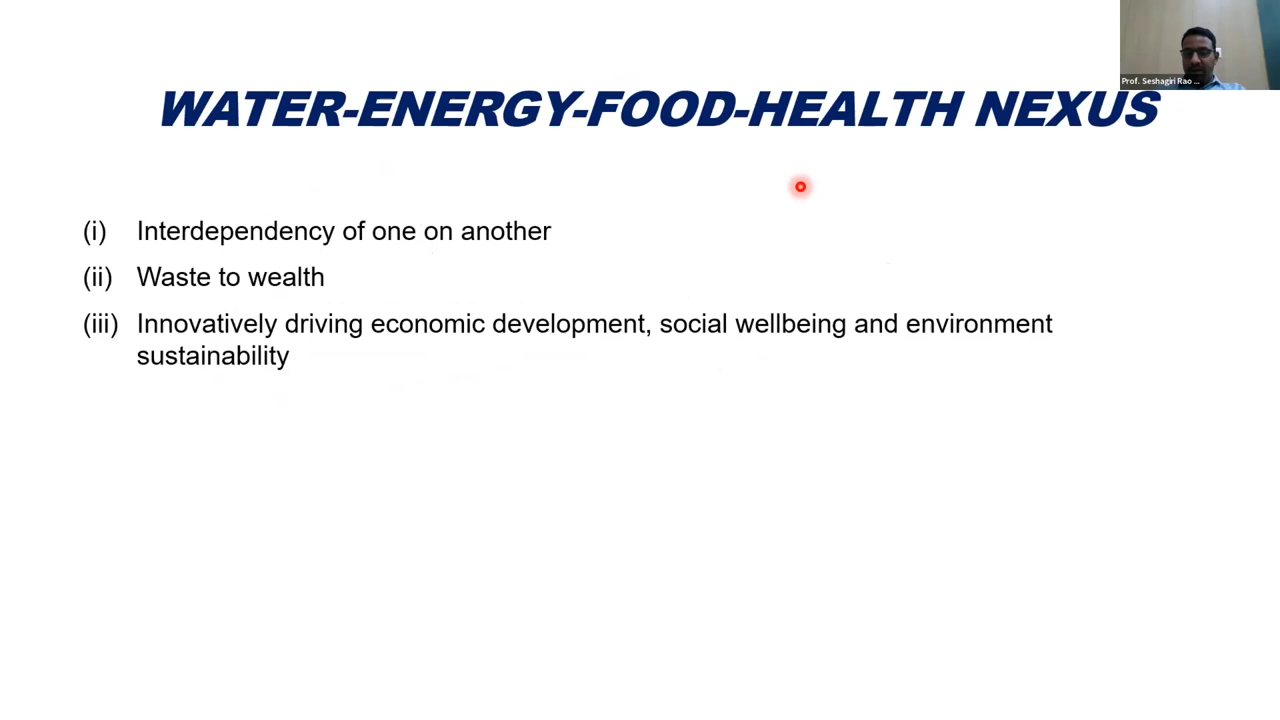 Prof. Seshagiri Rao ...
WATER-ENERGY-FOOD-HEALTH NEXUS
(i) Interdependency of one on another
(ii) Waste to wealth
(iii) Innovatively driving economic development, social wellbeing and environment
sustainability